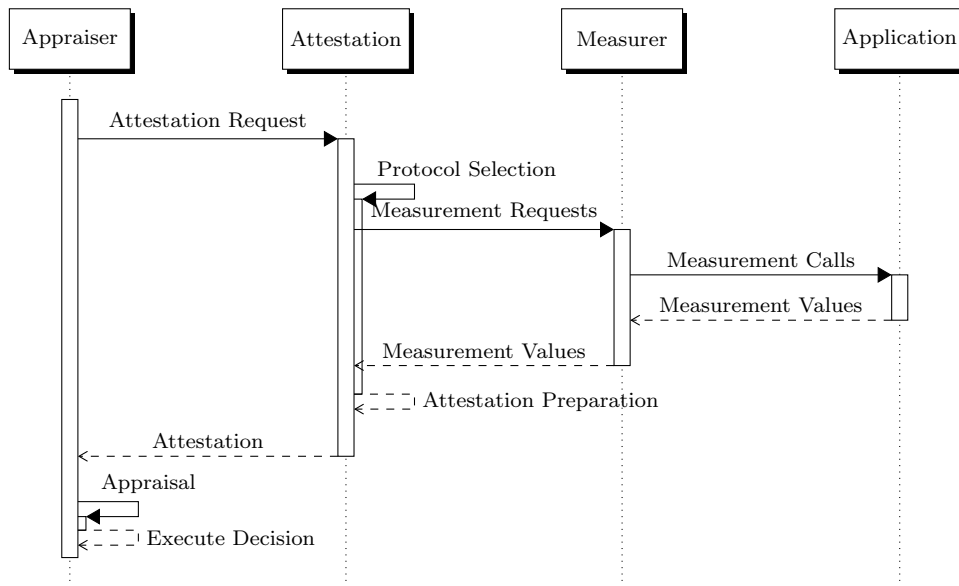 Appraiser
Attestation
Measurer
Application
Attestation Request
Protocol Selection
Measurement Requests
Measurement Calls
Measurement Values
Measurement Values
Attestation Preparation
Attestation
Appraisal
Execute Decision